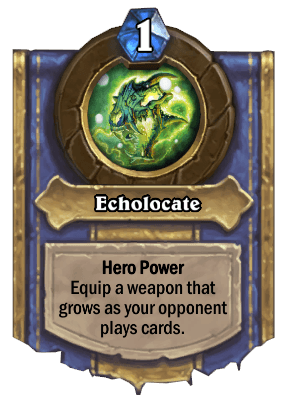 1
Echolocate
Hero Power
Equip a weapon that
grows as your opponent
plays cards.